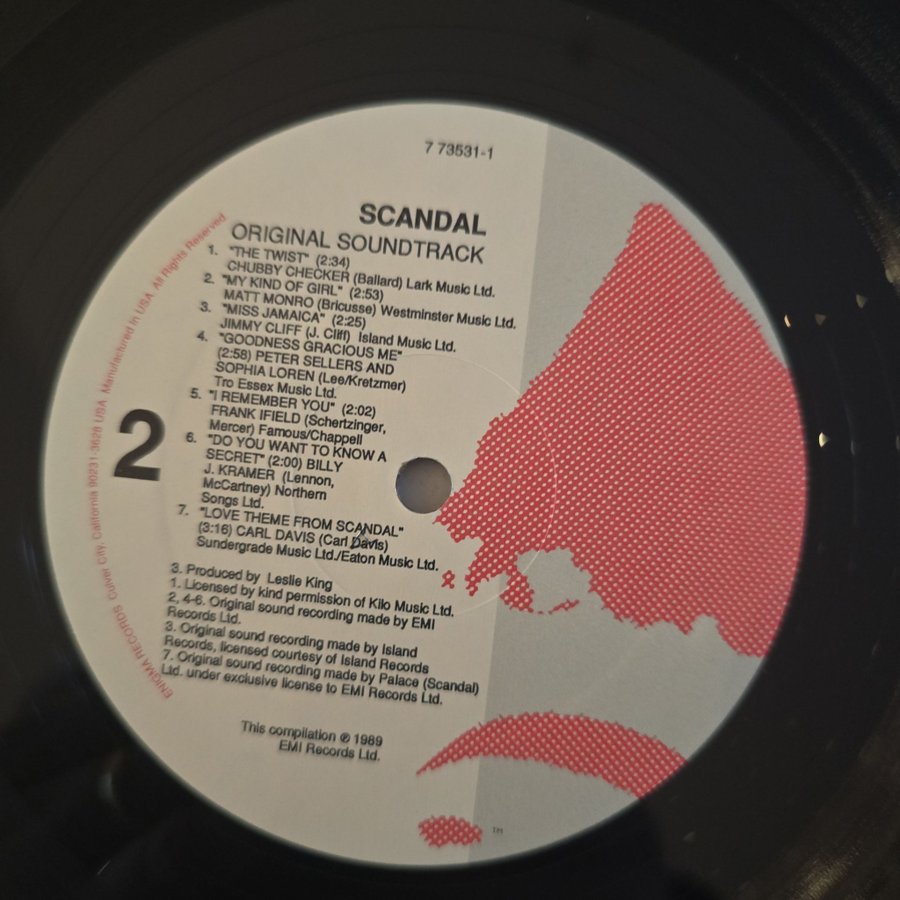 7 73531-1
SCANDAL
ORIGINAL SOUNDTRACK
1. "THE TWIST" (2:34)
CHUBBY CHECKER (Ballard) Lark Music Ltd.
2. "MY KIND OF GIRL" (2:53)
MATT MONRO (Bricusse) Westminster Music Ltd.
3. "MISS JAMAICA" (2:25)
JIMMY CLIFF (J. Cliff) Island Music Ltd.
4. "GOODNESS GRACIOUS ME"
(2:58) PETER SELLERS AND
SOPHIA LOREN (Lee/Kretzmer)
Tro Essex Music Ltd.
5. "I REMEMBER YOU" (2:02)
FRANK IFIELD (Schertzinger,
Mercer) Famous/Chappell
6. "DO YOU WANT TO KNOW A
SECRET" (2:00) BILLY
J. KRAMER (Lennon,
McCartney) Northern
Songs Ltd.
7. "LOVE THEME FROM SCANDAL"
(3:16) CARL DAVIS (Carl Davis)
Sundergrade Music Ltd./Eaton Music Ltd.
2
3. Produced by Leslie King
1. Licensed by kind permission of Kilo Music Ltd.
2, 4-6. Original sound recording made by EMI
Records Ltd.
3. Original sound recording made by Island
Records, licensed courtesy of Island Records
7. Original sound recording made by Palace (Scandal)
Ltd. under exclusive license to EMI Records Ltd.
This compilation ℗ 1989
EMI Records Ltd.
ENIGMA RECORDS Culver City, California 90231-3628 USA Manufactured in USA. All Rights Reserved
TM